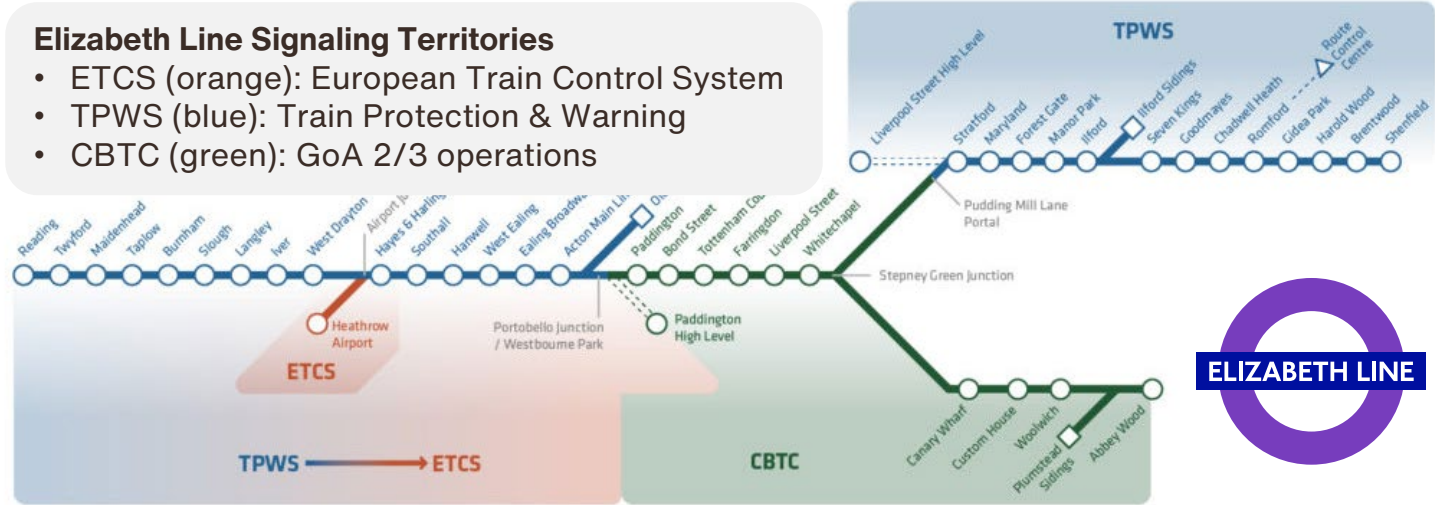 Elizabeth Line Signaling Territories
• ETCS (orange): European Train Control System
• TPWS (blue): Train Protection & Warning
• CBTC (green): GoA 2/3 operations
TPWS
Liverpool Street High Level
Stratford
Maryland
Forest Gate
Manor Park
Ilford
Ilford Sidings
Seven Kings
Goodmayes
Chadwell Heath
Romford
Route
Control
Centre
Gidea Park
Harold Wood
Brentwood
Shenfield
Pudding Mill Lane
Portal
Reading
Twyford
Maidenhead
Taplow
Burnham
Slough
Langley
Iver
West Drayton
Airport
Hayes & Harling
Southall
Hanwell
West Ealing
Ealing Broadwa
Acton Main Li
Paddington
Bond Street
Tottenham Cou
Farringdon
Liverpool Street
Whitechapel
Stepney Green Junction
Heathrow
Airport
ETCS
Portobello Junction
/ Westbourne Park
Paddington
High Level
TPWS
ETCS
CBTC
Canary Wharf
Custom House
Woolwich
Plumstead
Sidings
Abbey Wood
ELIZABETH LINE